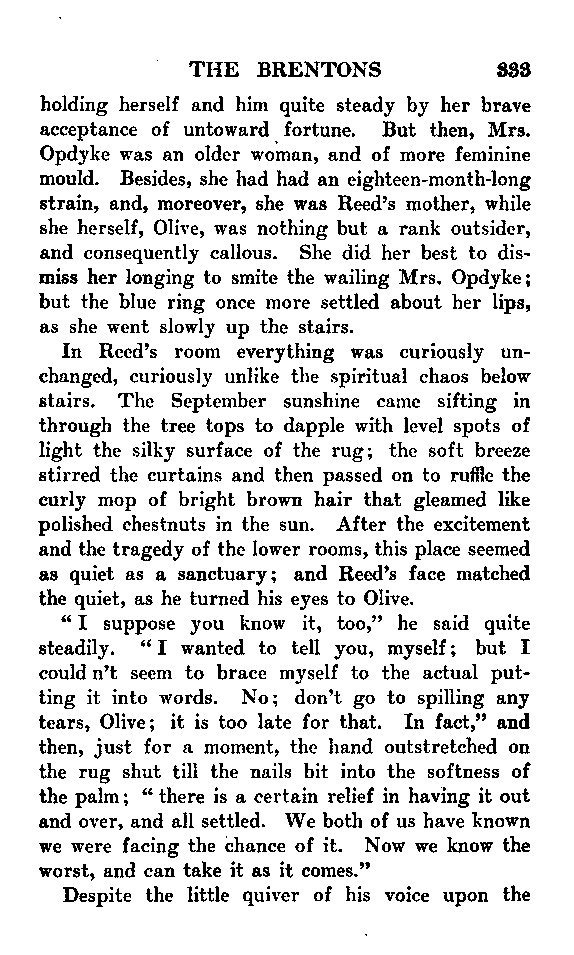 THE BRENTONS 333
holding herself and him quite steady by her brave
acceptance of untoward fortune. But then, Mrs.
Opdyke was an older woman, and of more feminine
mould. Besides, she had had an eighteen-month-long
strain, and, moreover, she was Reed's mother, while
she herself, Olive, was nothing but a rank outsider,
and consequently callous. She did her best to dis-
miss her longing to smite the wailing Mrs. Opdyke;
but the blue ring once more settled about her lips,
as she went slowly up the stairs.
In Reed's room everything was curiously un-
changed, curiously unlike the spiritual chaos below
stairs. The September sunshine came sifting in
through the tree tops to dapple with level spots of
light the silky surface of the rug; the soft breeze
stirred the curtains and then passed on to ruffle the
curly mop of bright brown hair that gleamed like
polished chestnuts in the sun. After the excitement
and the tragedy of the lower rooms, this place seemed
as quiet as a sanctuary; and Reed's face matched
the quiet, as he turned his eyes to Olive.
"I suppose you know it, too," he said quite
steadily. "I wanted to tell you, myself; but I
could n't seem to brace myself to the actual put-
ting it into words. No; don't go to spilling any
tears, Olive; it is too late for that. In fact," and
then, just for a moment, the hand outstretched on
the rug shut till the nails bit into the softness of
the palm; "there is a certain relief in having it out
and over, and all settled. We both of us have known
we were facing the chance of it. Now we know the
worst, and can take it as it comes."
Despite the little quiver of his voice upon the